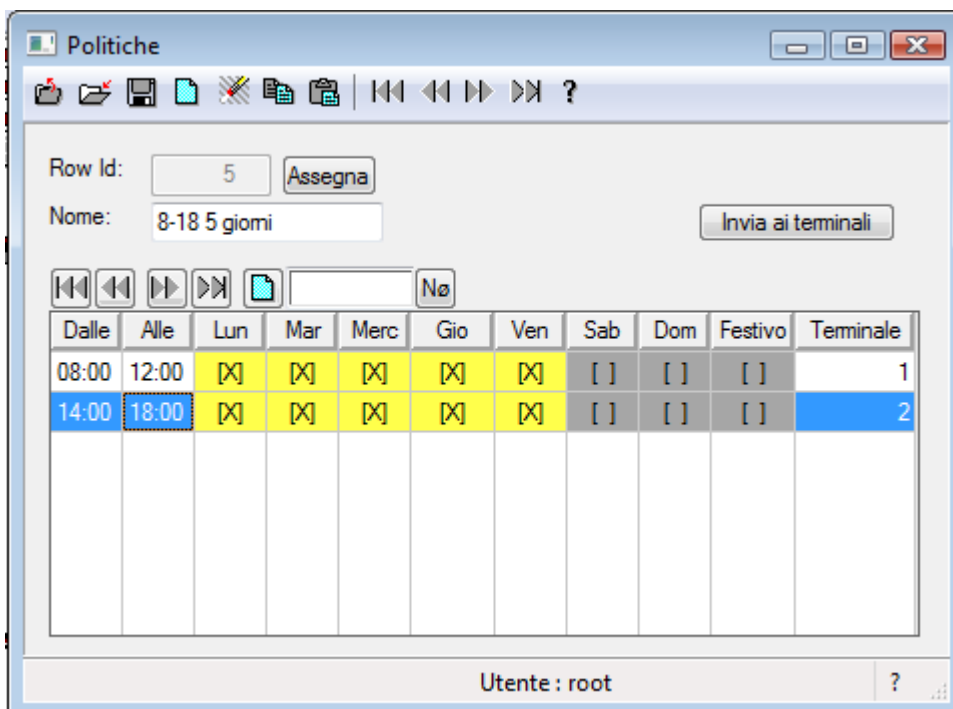 Politiche
?
Row Id: 5 Assegna
Nome: 8-18 5 giorni Invia ai terminali
Nø
Dalle Alle Lun Mar Merc Gio Ven Sab Dom Festivo Terminale
08:00 12:00 [X] [X] [X] [X] [X] [ ] [ ] [ ] 1
14:00 18:00 [X] [X] [X] [X] [X] [ ] [ ] [ ] 2
Utente : root ?